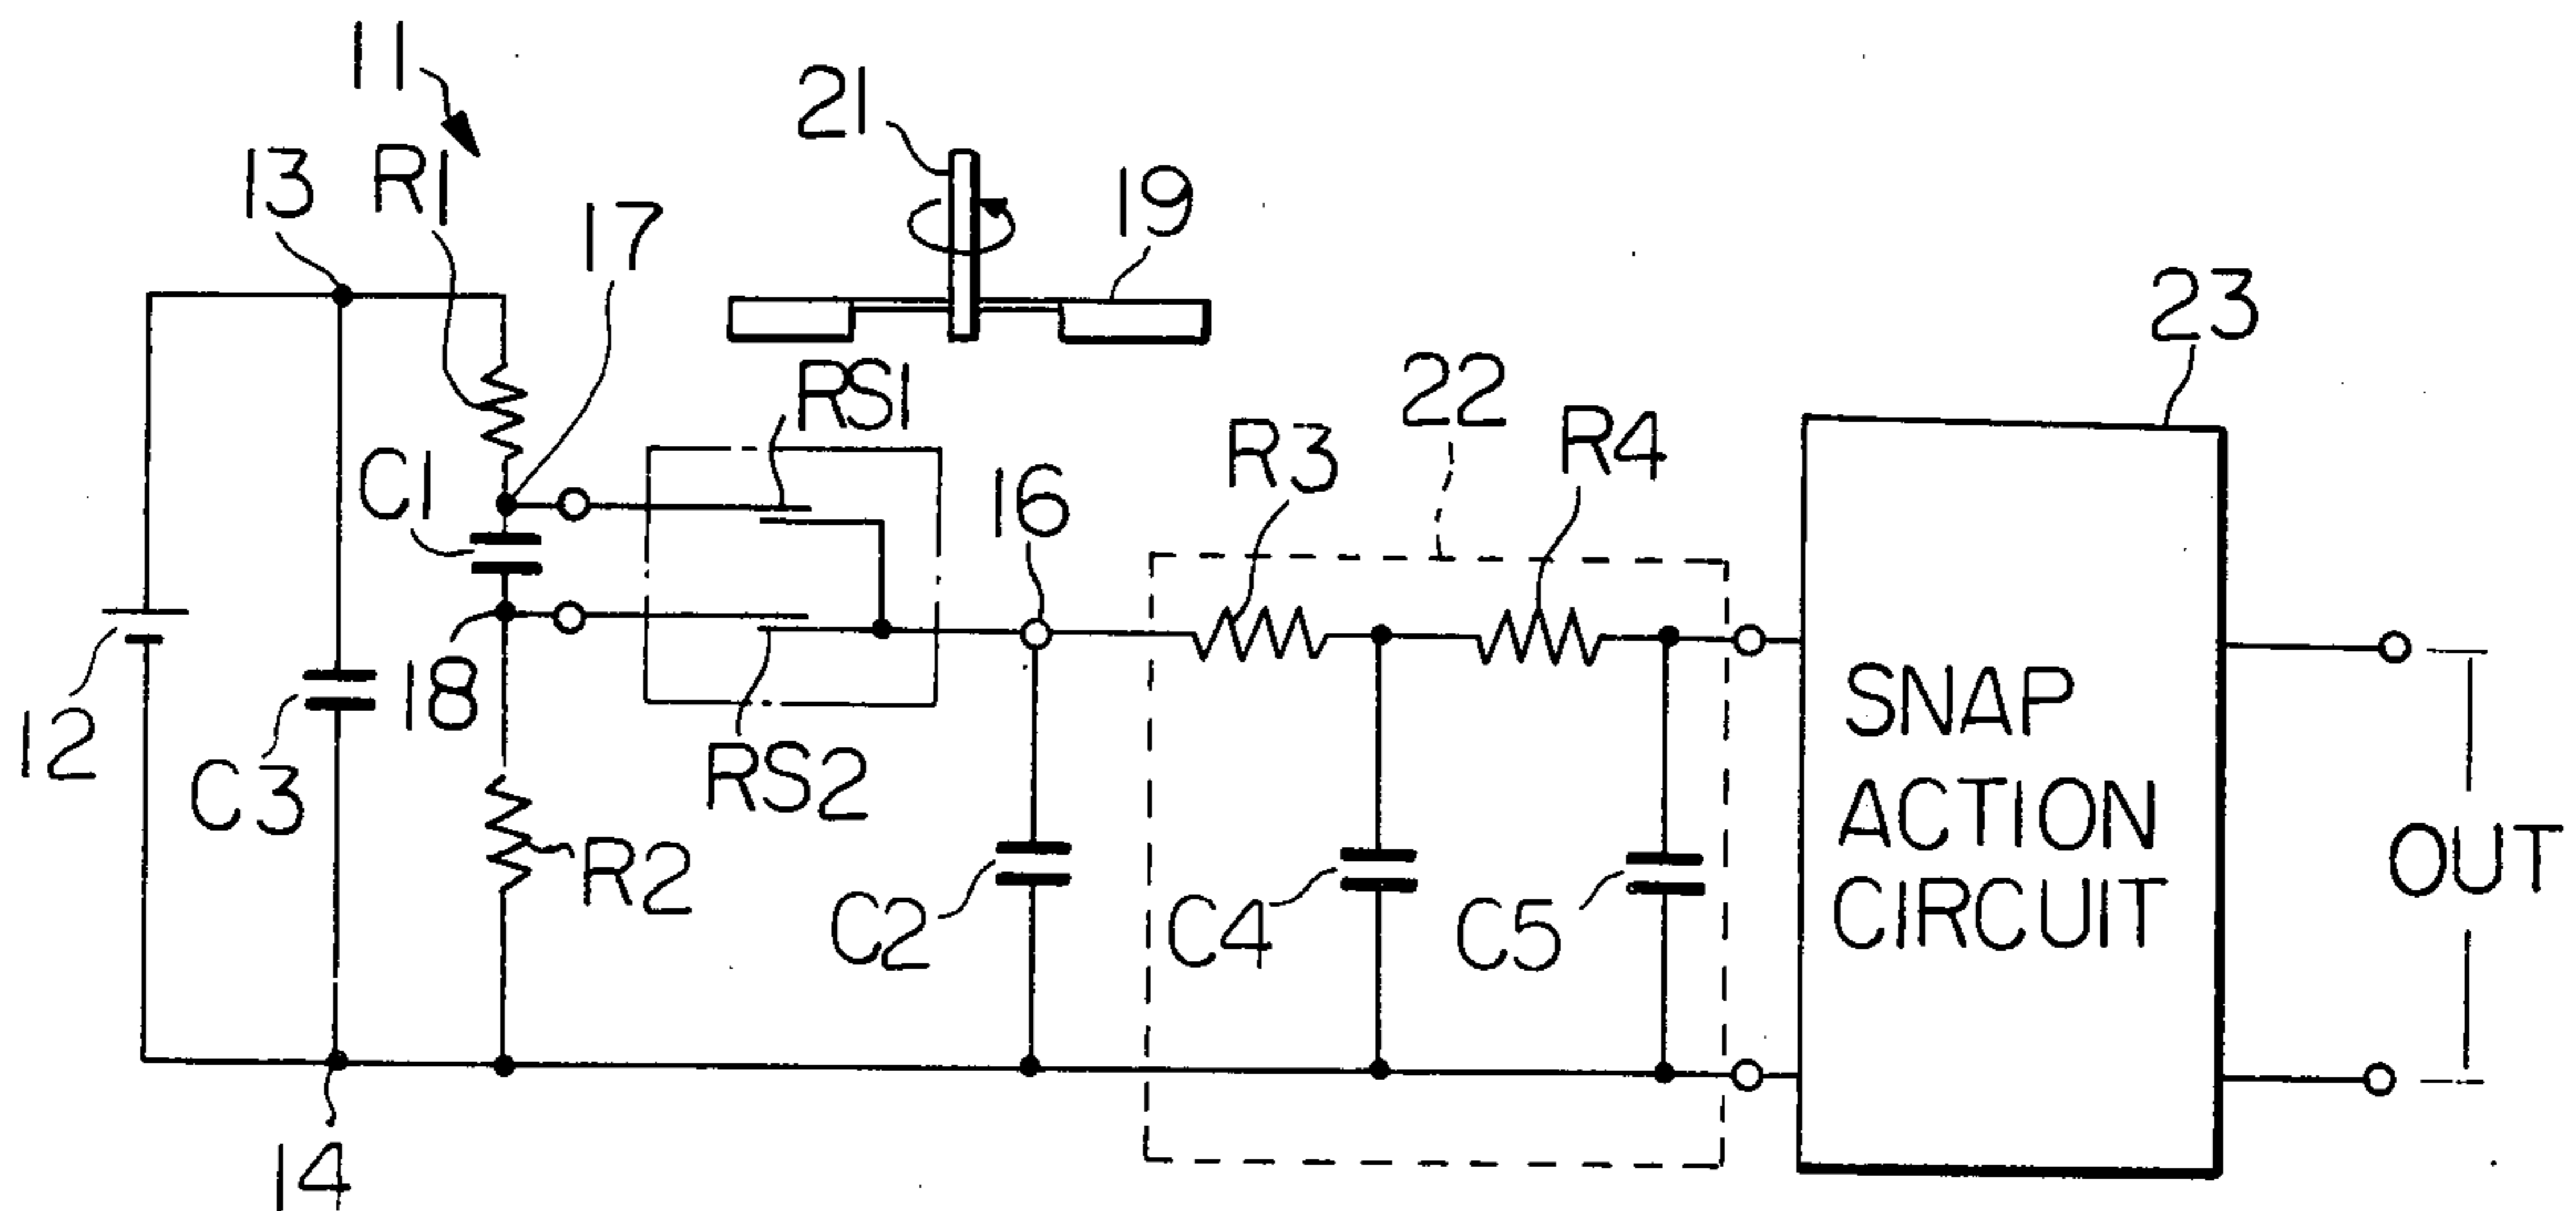 11
21
13
R1
17
19
23
RS1
22
R3
R4
C1
16
18
12
C3
RS2
R2
C2
C4
C5
SNAP
ACTION
CIRCUIT
OUT
14